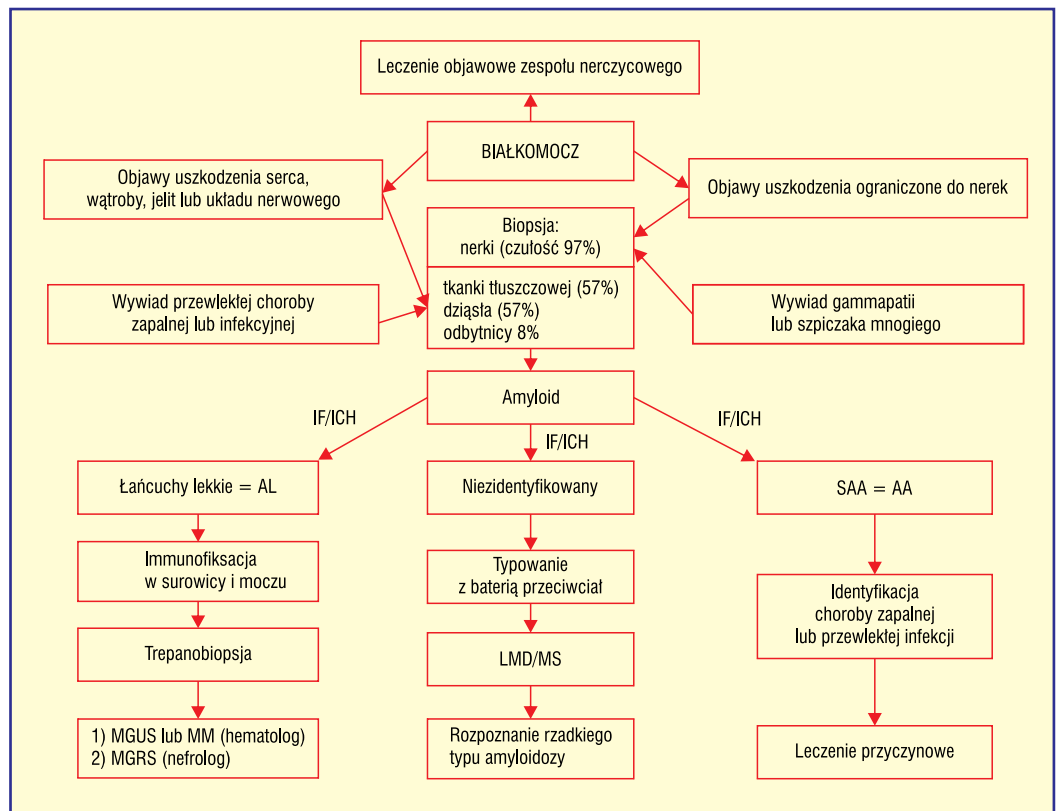 Leczenie objawowe zespołu nerczycowego
BIAŁKOMOCZ
Objawy uszkodzenia serca,
wątroby, jelit lub układu nerwowego
Objawy uszkodzenia ograniczone do nerek
Biopsja:
nerki (czułość 97%)
tkanki tłuszczowej (57%)
dziąsła (57%)
odbytnicy 8%
Wywiad przewlekłej choroby
zapalnej lub infekcyjnej
Wywiad gammapatii
lub szpiczaka mnogiego
Amyloid
IF/ICH
IF/ICH
IF/ICH
Łańcuchy lekkie = AL
Niezidentyfikowany
SAA = AA
Immunofiksacja
w surowicy i moczu
Typowanie
z baterią przeciwciał
Identyfikacja
choroby zapalnej
lub przewlekłej infekcji
Trepanobiopsja
LMD/MS
1) MGUS lub MM (hematolog)
2) MGRS (nefrolog)
Rozpoznanie rzadkiego
typu amyloidozy
Leczenie przyczynowe